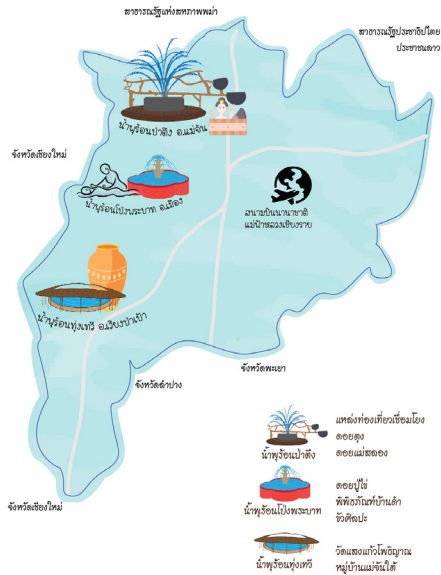 สาธารณรัฐแห่งสหภาพพม่า
สาธารณรัฐประชาธิปไตย
ประชาชนลาว
น้ำพุร้อนป่าตึง อ.แม่จัน
จังหวัดเชียงใหม่
น้ำพุร้อนโป่งพระบาท อ.เมือง
สนามบินนานาชาติ
แม่ฟ้าหลวงเชียงราย
น้ำพุร้อนทุ่งเทวี อ.เวียงป่าเป้า
จังหวัดพะเยา
จังหวัดลำปาง
จังหวัดเชียงใหม่
น้ำพุร้อนป่าตึง
แหล่งท่องเที่ยวเชื่อมโยง
ดอยตุง
ดอยแม่สลอง
น้ำพุร้อนโป่งพระบาท
ดอยปู่ไข่
พิพิธภัณฑ์บ้านดำ
ขัวศิลปะ
น้ำพุร้อนทุ่งเทวี
วัดแสงแก้วโพธิญาณ
หมู่บ้านแม่จันใต้